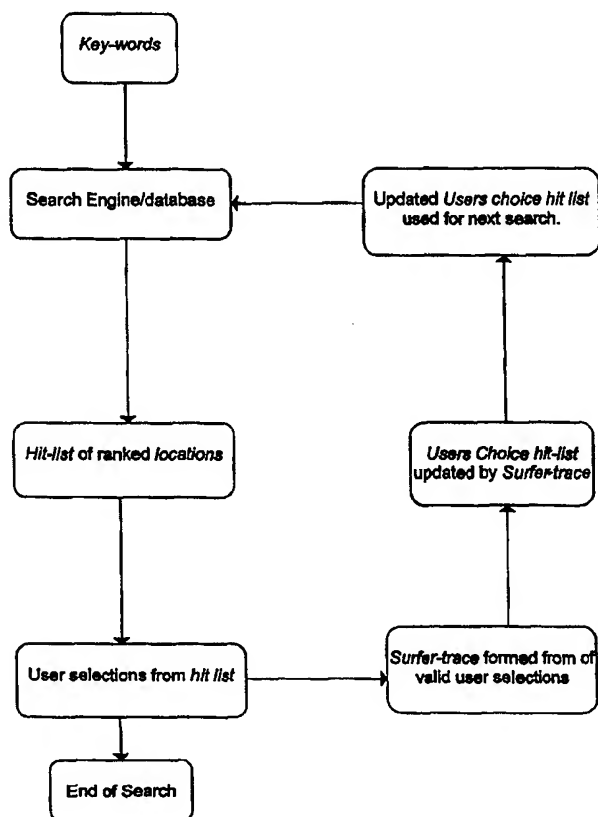 Key-words
Search Engine/database
Updated Users choice hit list
used for next search.
Hit-list of ranked locations
Users Choice hit-list
updated by Surfer-trace
User selections from hit list
Surfer-trace formed from of
valid user selections
End of Search